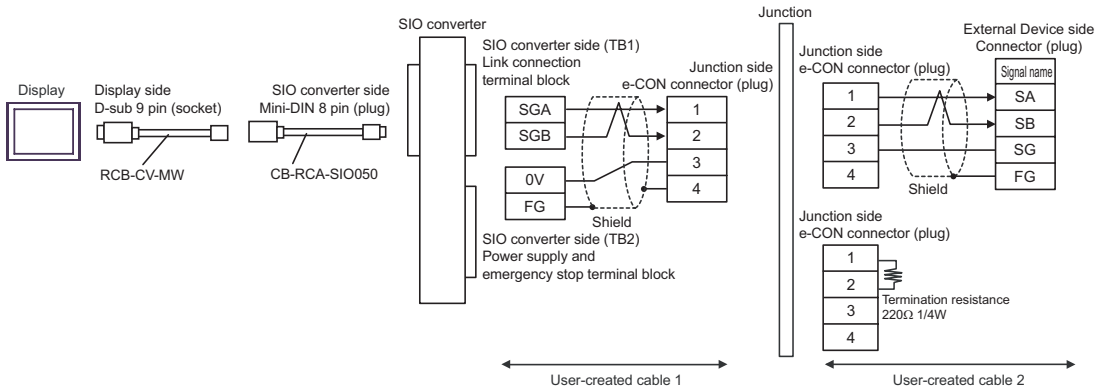 Display
Display side
D-sub 9 pin (socket)
RCB-CV-MW
SIO converter side
Mini-DIN 8 pin (plug)
CB-RCA-SIO050
SIO converter
SIO converter side (TB1)
Link connection
terminal block
SGA
SGB
0V
FG
Shield
SIO converter side (TB2)
Power supply and
emergency stop terminal block
Junction side
e-CON connector (plug)
1
2
3
4
User-created cable 1
Junction
Junction side
e-CON connector (plug)
1
2
3
4
Shield
External Device side
Connector (plug)
Signal name
SA
SB
SG
FG
Junction side
e-CON connector (plug)
1
2
3
4
Termination resistance
220Ω 1/4W
User-created cable 2